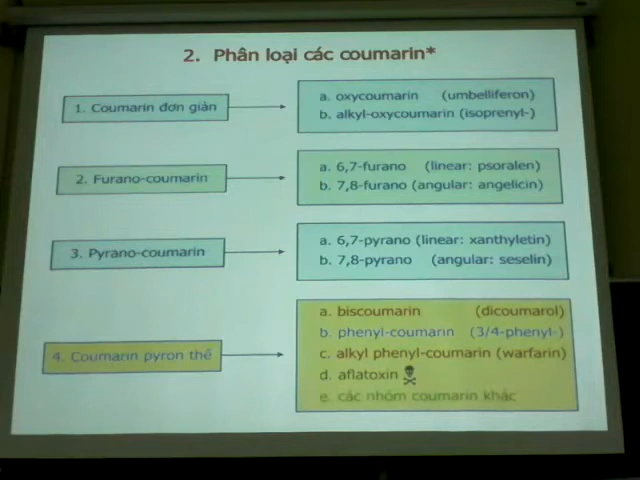 2. Phân loại các coumarin*
1. Coumarin đơn giản
a. oxycoumarin (umbelliferon)
b. alkyl-oxycoumarin (isoprenyl-)
2. Furano-coumarin
a. 6,7-furano (linear: psoralen)
b. 7,8-furano (angular: angelicin)
3. Pyrano-coumarin
a. 6,7-pyrano (linear: xanthyletin)
b. 7,8-pyrano (angular: seselin)
4. Coumarin pyron thế
a. biscoumarin (dicoumarol)
b. phenyl-coumarin (3/4-phenyl-)
c. alkyl phenyl-coumarin (warfarin)
d. aflatoxin
e. các nhóm coumarin khác